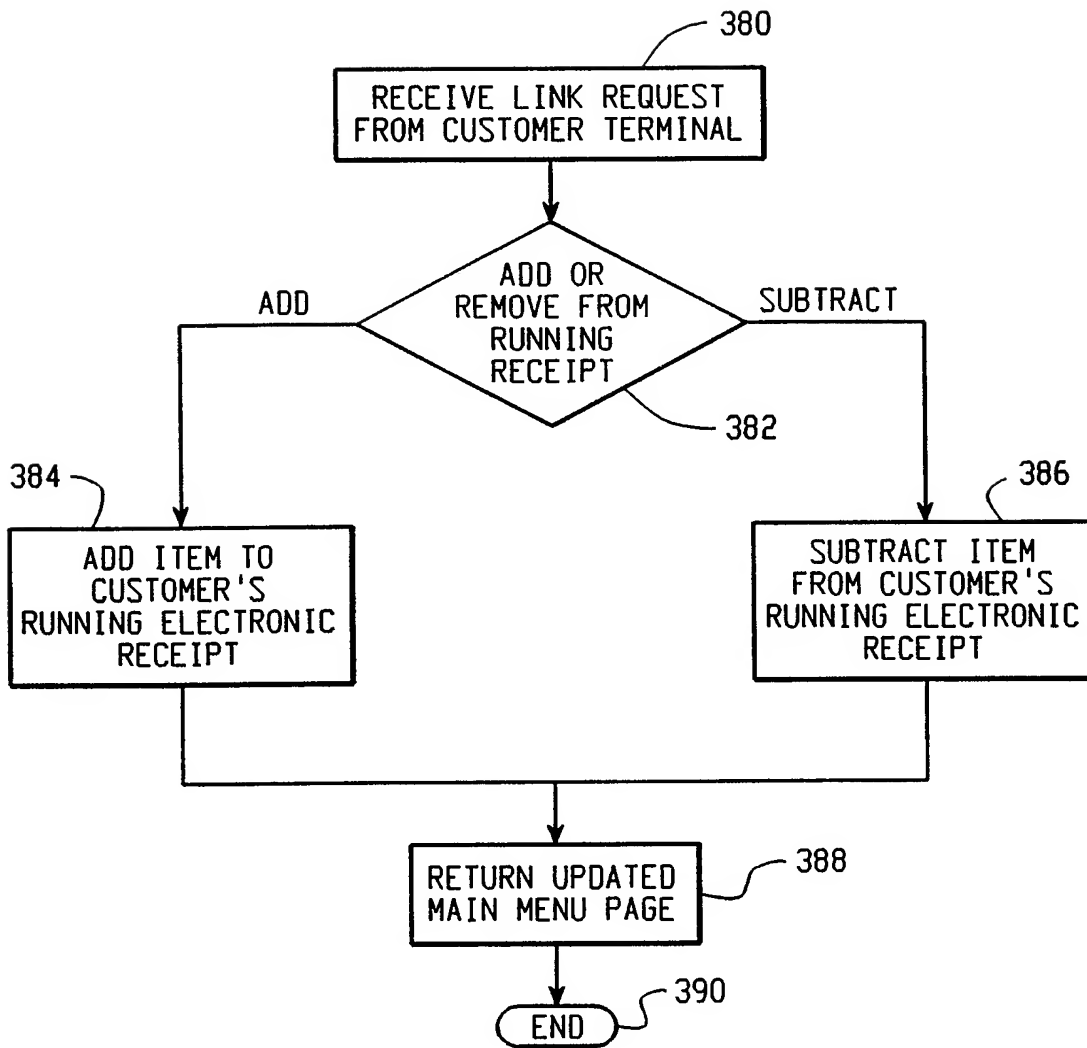 380
RECEIVE LINK REQUEST
FROM CUSTOMER TERMINAL
ADD OR
REMOVE FROM
RUNNING
RECEIPT
ADD
SUBTRACT
382
384
ADD ITEM TO
CUSTOMER'S
RUNNING ELECTRONIC
RECEIPT
386
SUBTRACT ITEM
FROM CUSTOMER'S
RUNNING ELECTRONIC
RECEIPT
RETURN UPDATED
MAIN MENU PAGE
388
END
390